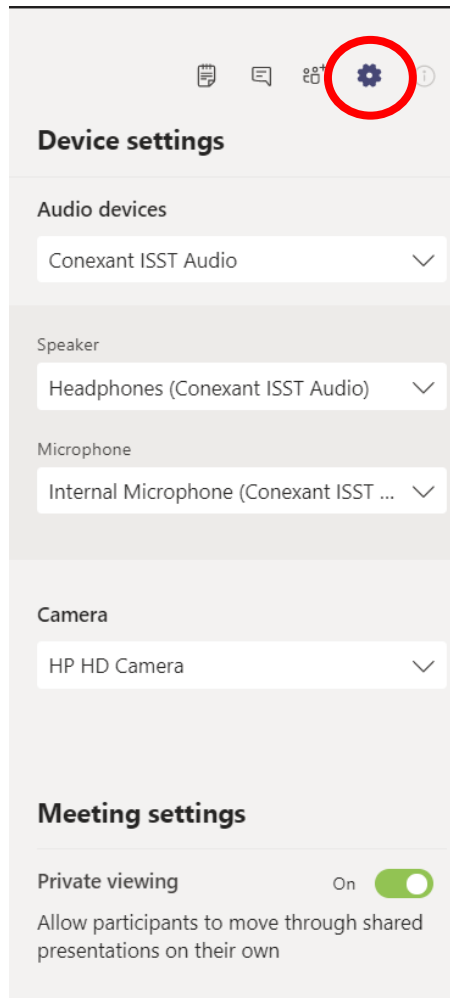 Device settings
Audio devices
Conexant ISST Audio
Speaker
Headphones (Conexant ISST Audio)
Microphone
Internal Microphone (Conexant ISST ...
Camera
HP HD Camera
Meeting settings
Private viewing On
Allow participants to move through shared
presentations on their own